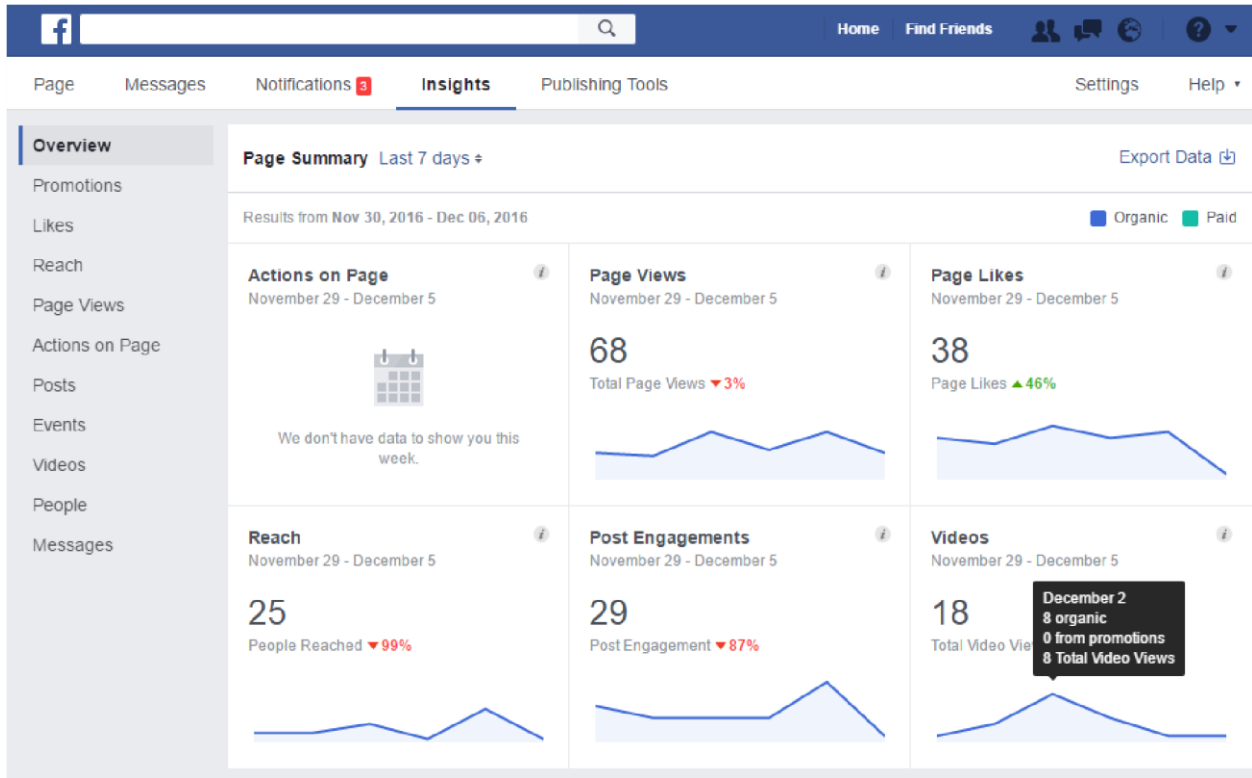 f
Home Find Friends ?
Page Messages Notifications 3 Insights Publishing Tools Settings Help
Overview
Promotions
Likes
Reach
Page Views
Actions on Page
Posts
Events
Videos
People
Messages
Page Summary Last 7 days
Export Data
Results from Nov 30, 2016 - Dec 06, 2016
Organic Paid
Actions on Page i
November 29 - December 5
We don't have data to show you this
week.
Page Views i
November 29 - December 5
68
Total Page Views ▼3%
Page Likes i
November 29 - December 5
38
Page Likes ▲46%
Reach i
November 29 - December 5
25
People Reached ▼99%
Post Engagements i
November 29 - December 5
29
Post Engagement ▼87%
Videos i
November 29 - December 5
18
Total Video
December 2
8 organic
0 from promotions
8 Total Video Views